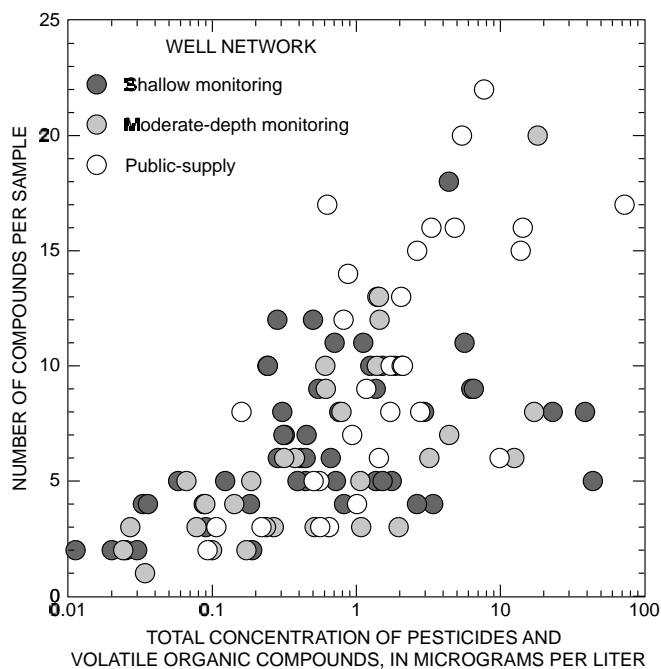 25
20
15
10
5
0
NUMBER OF COMPOUNDS PER SAMPLE
WELL NETWORK
Shallow monitoring
Moderate-depth monitoring
Public-supply
0.01 0.1 1 10 100
TOTAL CONCENTRATION OF PESTICIDES AND
VOLATILE ORGANIC COMPOUNDS, IN MICROGRAMS PER LITER